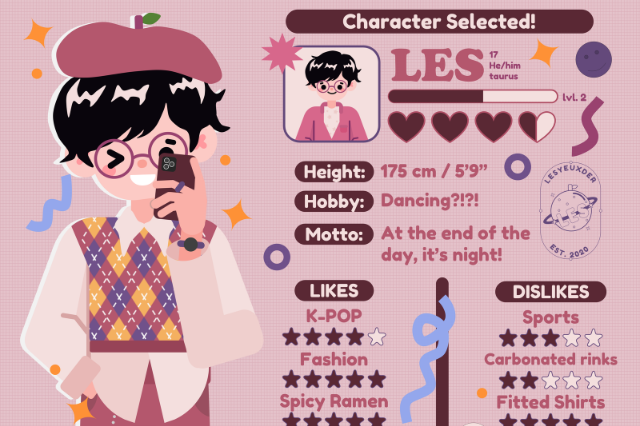 Character Selected!
LES
17
He/him
taurus
lvl. 2
Height: 175 cm / 5'9"
Hobby: Dancing?!?!
Motto: At the end of the
day, it's night!
LESYEUXDER
EST. 2020
LIKES
K-POP
Fashion
Spicy Ramen
DISLIKES
Sports
Carbonated rinks
Fitted Shirts